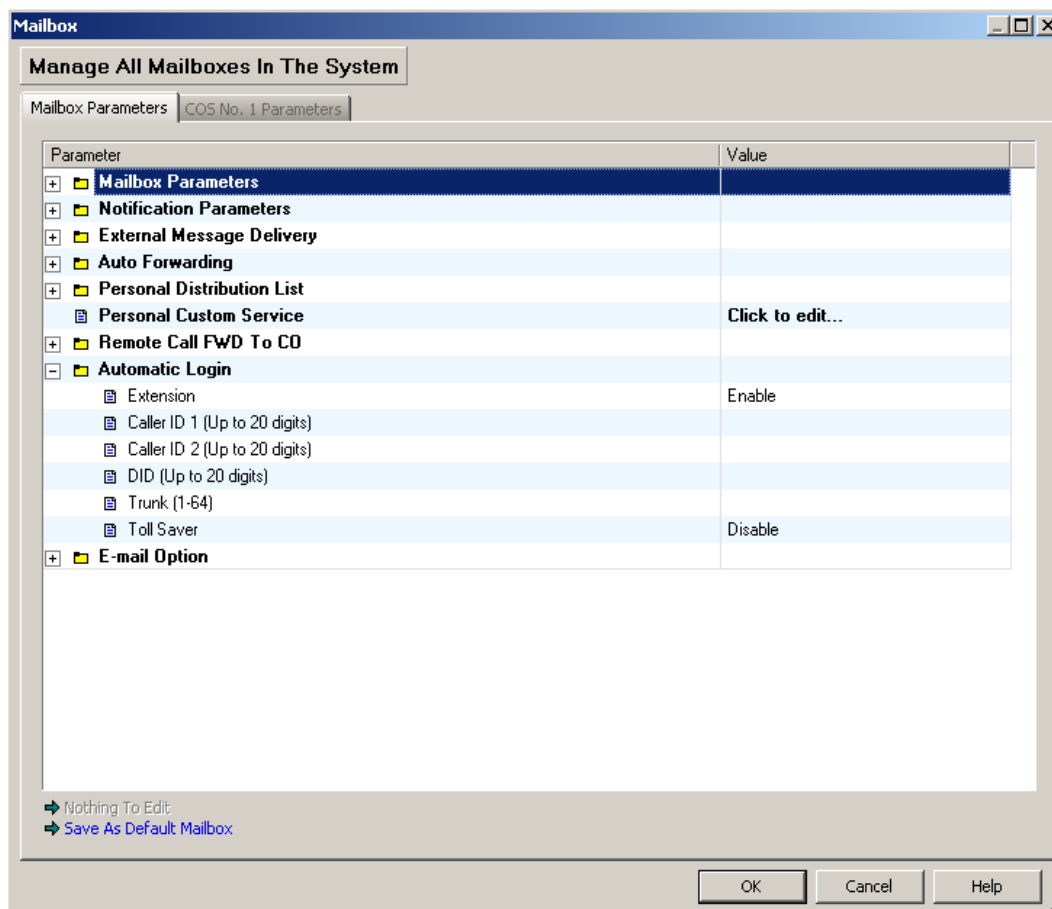 Mailbox
Manage All Mailboxes In The System
Mailbox Parameters COS No. 1 Parameters
Parameter Value
Mailbox Parameters
Notification Parameters
External Message Delivery
Auto Forwarding
Personal Distribution List
Personal Custom Service Click to edit...
Remote Call FWD To CO
Automatic Login
Extension Enable
Caller ID 1 (Up to 20 digits)
Caller ID 2 (Up to 20 digits)
DID (Up to 20 digits)
Trunk (1-64)
Toll Saver Disable
E-mail Option
Nothing To Edit
Save As Default Mailbox
OK Cancel Help